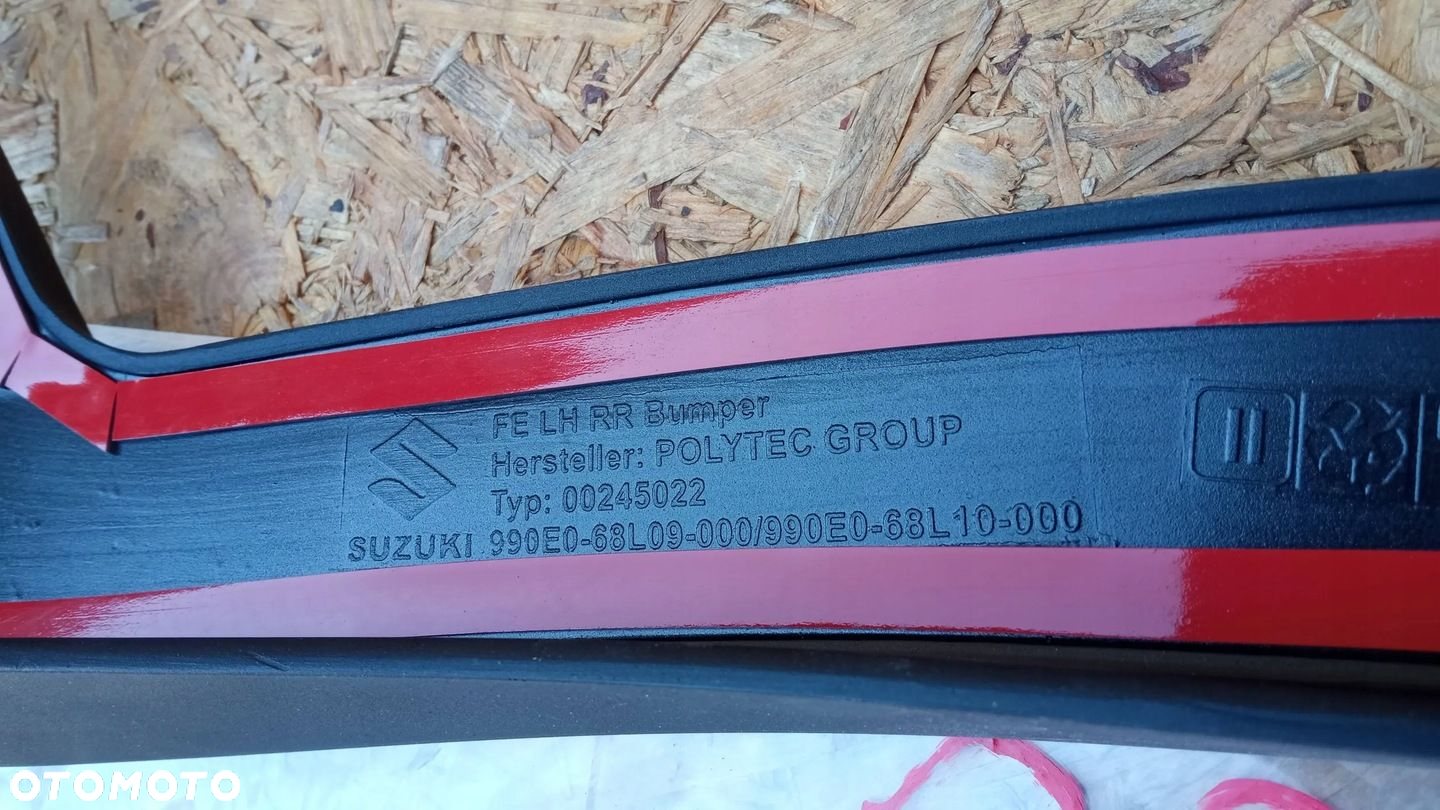 FE LH RR Bumper
Hersteller: POLYTEC GROUP
Typ: 00245022
SUZUKI 990E0-68L09-000/990E0-68L10-000
OTOMOTO